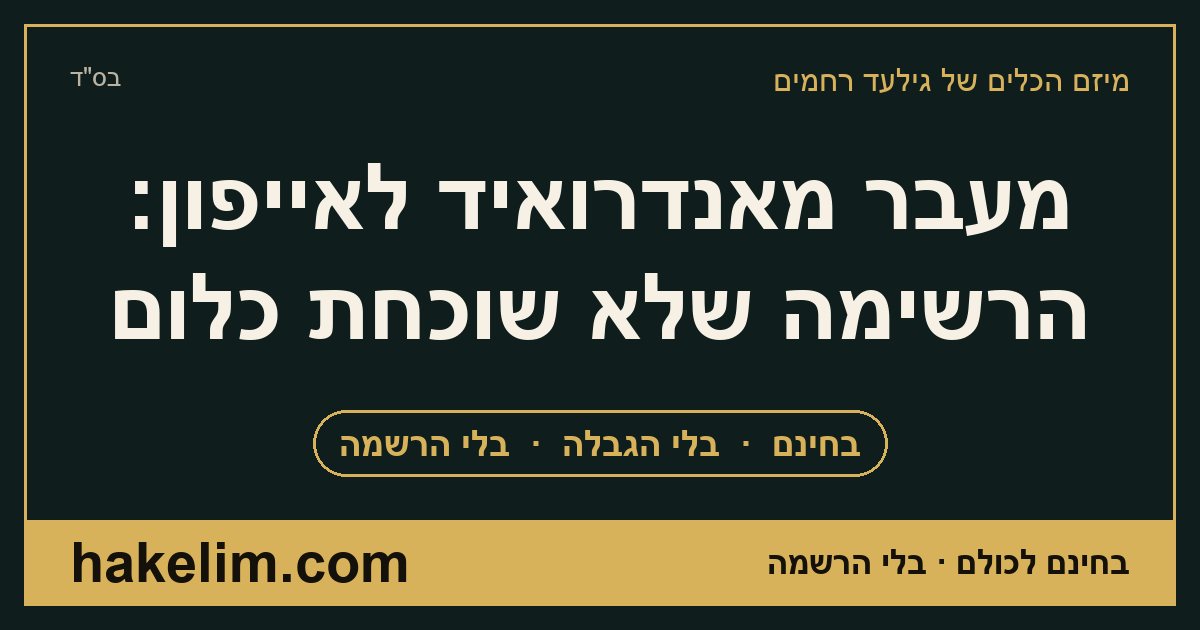 מיזם הכלים של גילעד רחמים
בס"ד
מעבר מאנדרואיד לאייפון:
הרשימה שלא שוכחת כלום
בחינם · בלי הגבלה · בלי הרשמה
בחינם לכולם · בלי הרשמה
hakelim.com